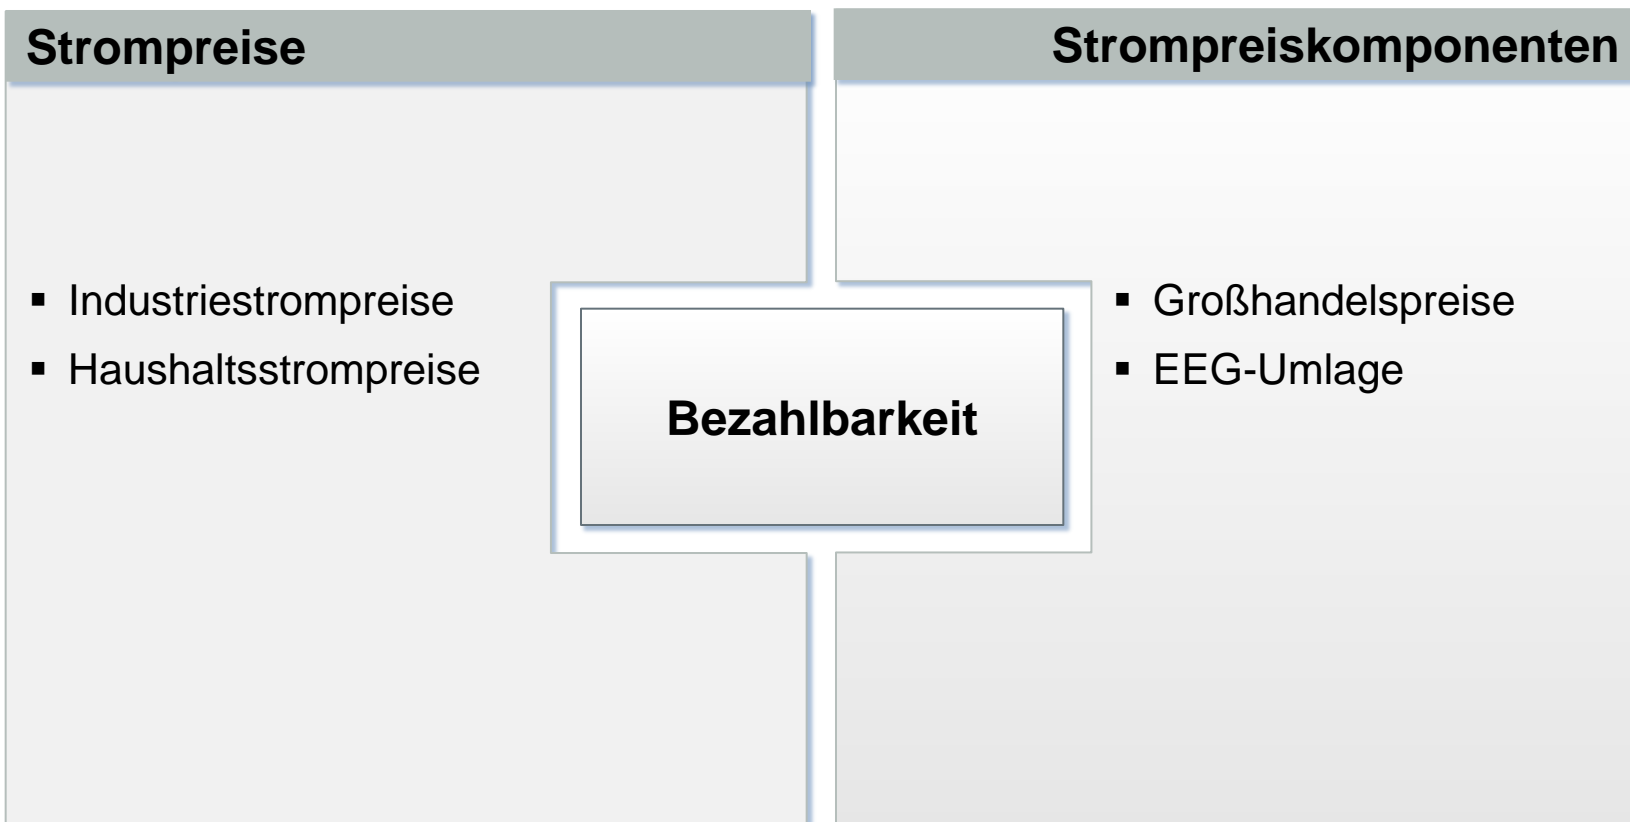 Strompreise
Strompreiskomponenten
▪ Industriestrompreise
▪ Haushaltsstrompreise
Bezahlbarkeit
▪ Großhandelspreise
▪ EEG-Umlage